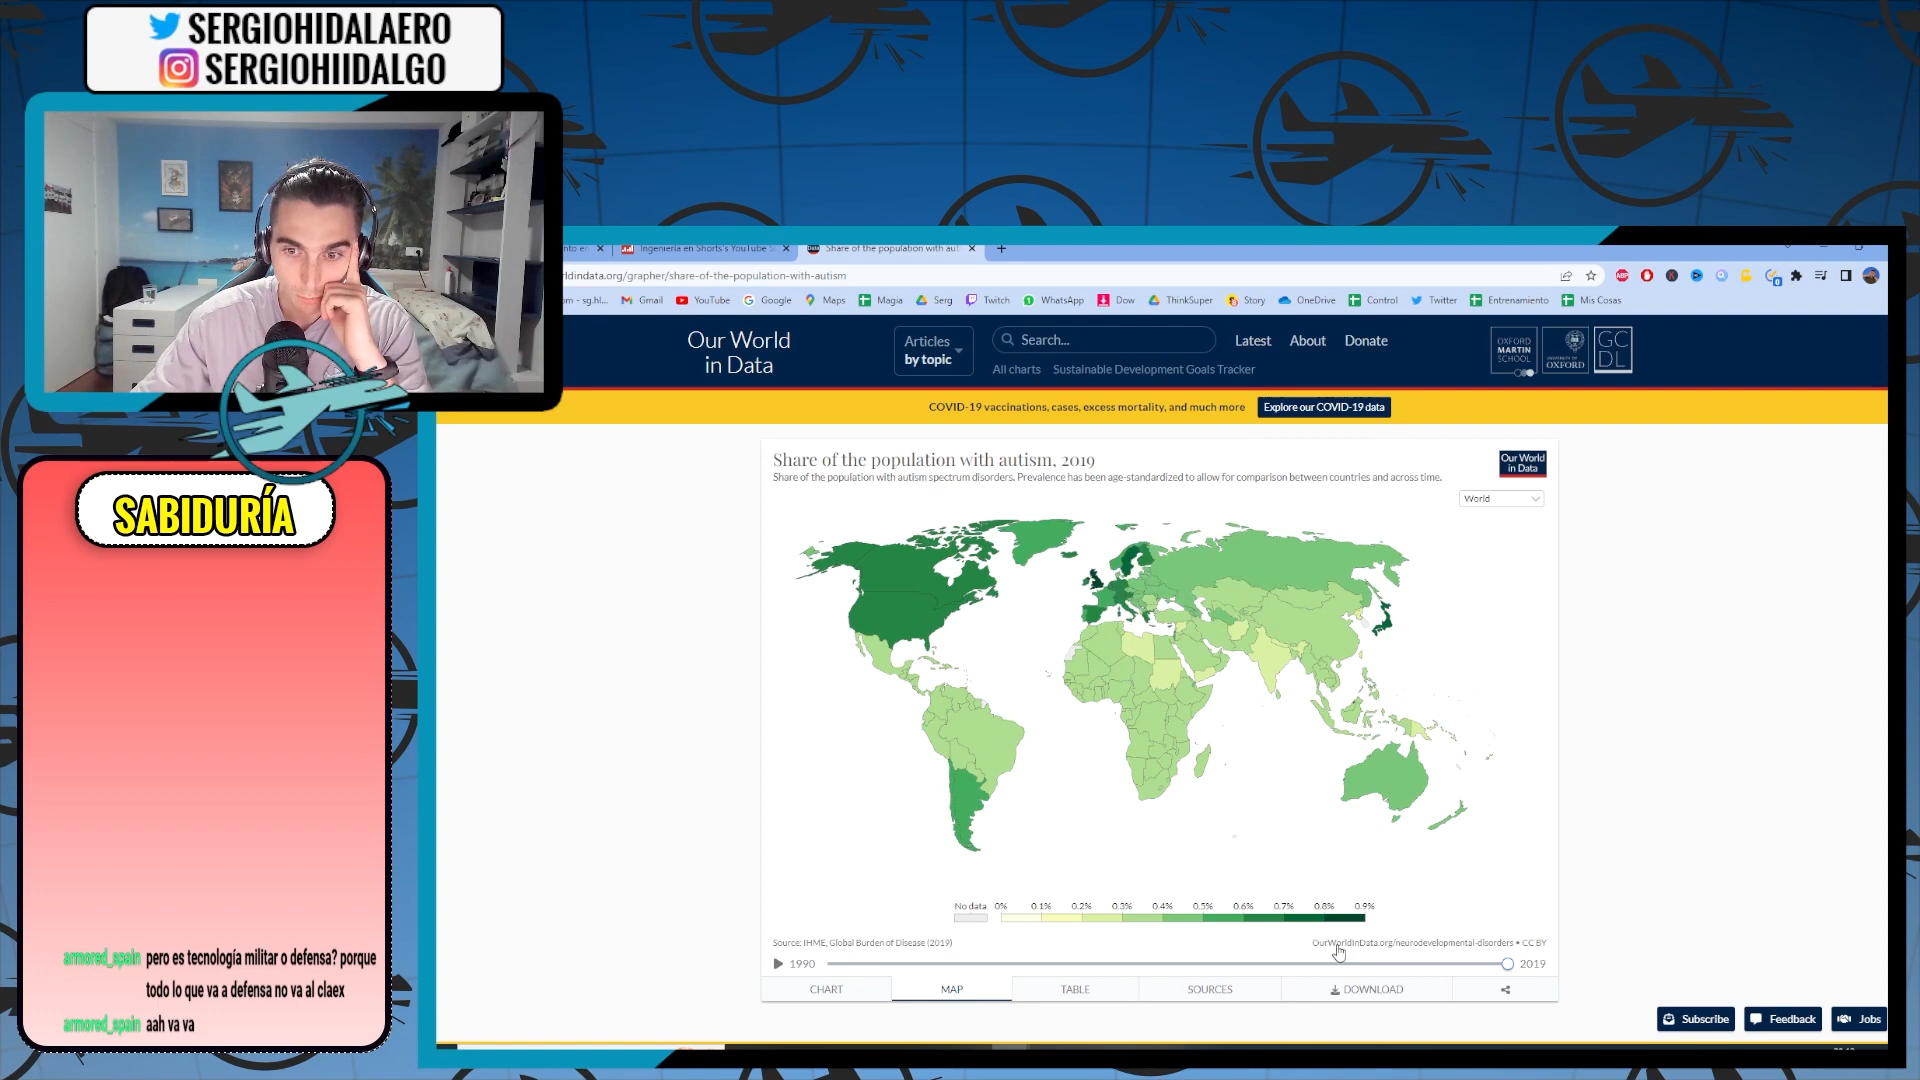 SERGIOHIDALAERO
SERGIOHIIDALGO
SABIDURÍA
armored_spain pero es tecnología militar o defensa? porque
todo lo que va a defensa no va al claex
armored_spain aah va va
Ingeniería en Shorts's YouTube S
Share of the population with aut
ldindata.org/grapher/share-of-the-population-with-autism
om - sg.hl... Gmail YouTube Google Maps Magia Serg Twitch WhatsApp Dow ThinkSuper Story OneDrive Control Twitter Entrenamiento Mis Cosas
Our World
in Data
Articles
by topic
Search...
Latest About Donate
All charts Sustainable Development Goals Tracker
OXFORD
MARTIN
SCHOOL
UNIVERSITY OF
OXFORD
GC
DL
COVID-19 vaccinations, cases, excess mortality, and much more Explore our COVID-19 data
Share of the population with autism, 2019
Share of the population with autism spectrum disorders. Prevalence has been age-standardized to allow for comparison between countries and across time.
Our World
in Data
World
No data 0% 0.1% 0.2% 0.3% 0.4% 0.5% 0.6% 0.7% 0.8% 0.9%
Source: IHME, Global Burden of Disease (2019)
OurWorldInData.org/neurodevelopmental-disorders • CC BY
1990 2019
CHART MAP TABLE SOURCES DOWNLOAD
Subscribe Feedback Jobs